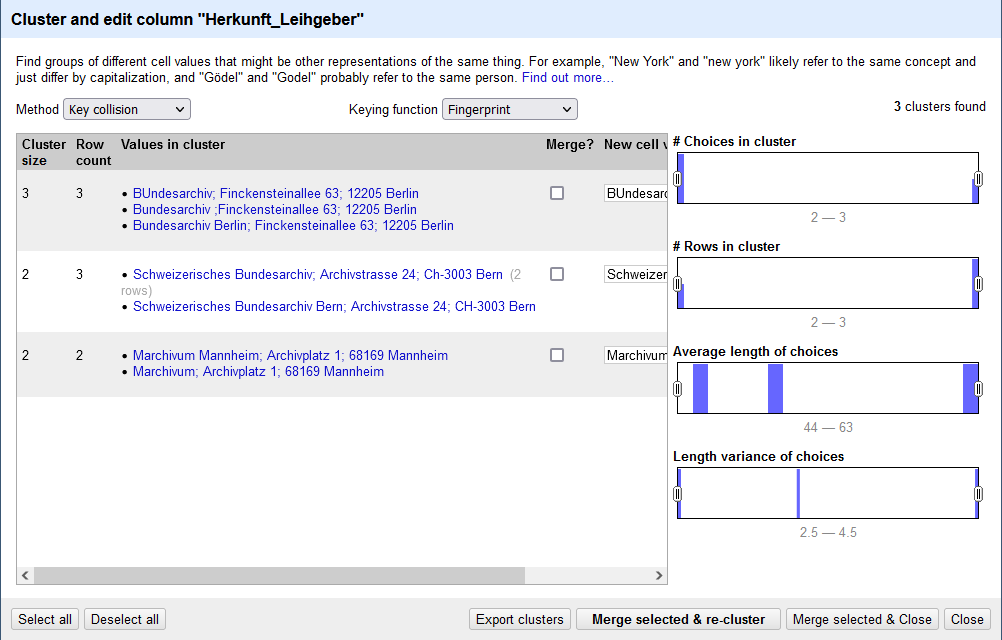 Cluster and edit column "Herkunft_Leihgeber"
Find groups of different cell values that might be other representations of the same thing. For example, "New York" and "new york" likely refer to the same concept and
just differ by capitalization, and "Gödel" and "Godel" probably refer to the same person. Find out more…
Method Key collision Keying function Fingerprint 3 clusters found
Cluster size Row count Values in cluster Merge? New cell v
3 3 • BUndesarchiv; Finckensteinallee 63; 12205 Berlin BUndesarc
• Bundesarchiv ;Finckensteinallee 63; 12205 Berlin
• Bundesarchiv Berlin; Finckensteinallee 63; 12205 Berlin
2 3 • Schweizerisches Bundesarchiv; Archivstrasse 24; Ch-3003 Bern (2 Schweizer
rows)
• Schweizerisches Bundesarchiv Bern; Archivstrasse 24; CH-3003 Bern
2 2 • Marchivum Mannheim; Archivplatz 1; 68169 Mannheim Marchivum
• Marchivum; Archivplatz 1; 68169 Mannheim
# Choices in cluster
2 — 3
# Rows in cluster
2 — 3
Average length of choices
44 — 63
Length variance of choices
2.5 — 4.5
Select all Deselect all Export clusters Merge selected & re-cluster Merge selected & Close Close